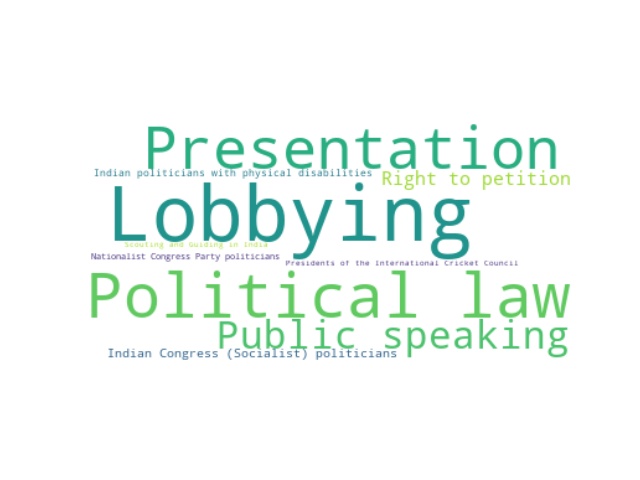 Presentation
Indian politicians with physical disabilities
Right to petition
Lobbying
Scouting and Guiding in India
Nationalist Congress Party politicians
Presidents of the International Cricket Council
Political law
Public speaking
Indian Congress (Socialist) politicians